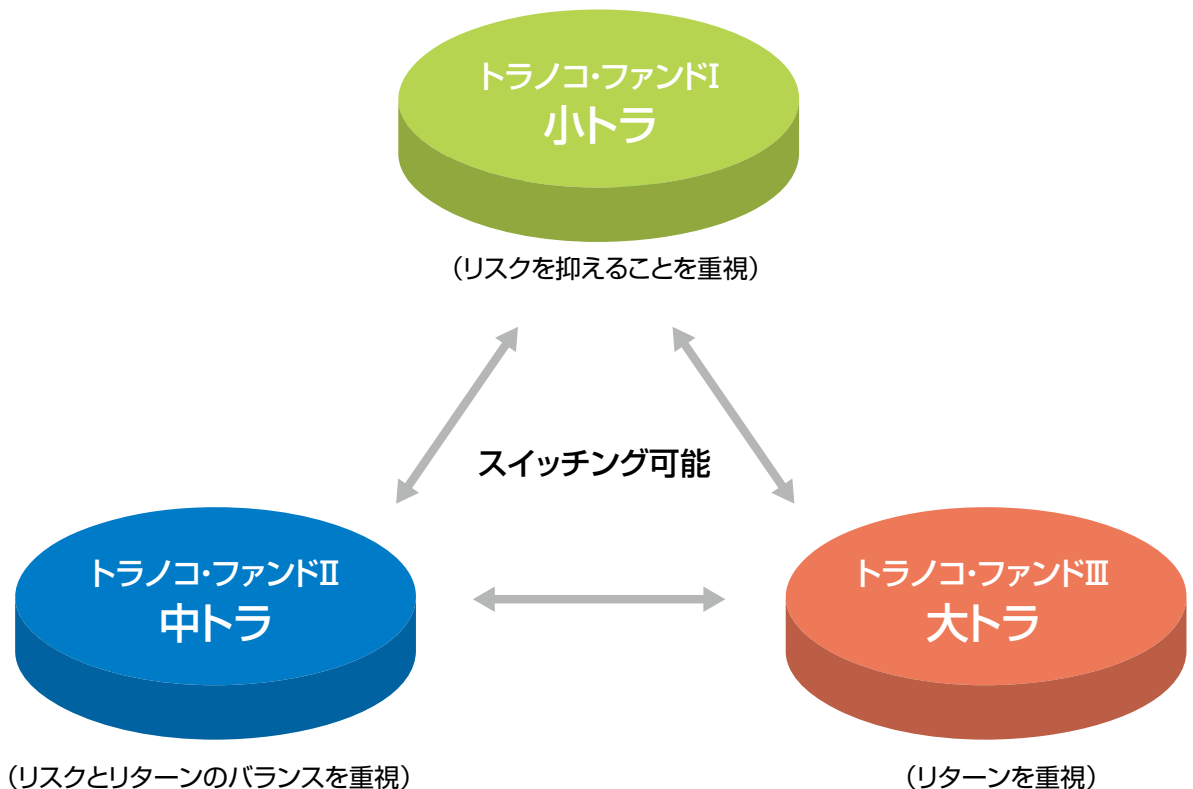 トラノコ・ファンドⅠ
小トラ
(リスクを抑えることを重視)
スイッチング可能
トラノコ・ファンドⅡ
中トラ
(リスクとリターンのバランスを重視)
トラノコ・ファンドⅢ
大トラ
(リターンを重視)